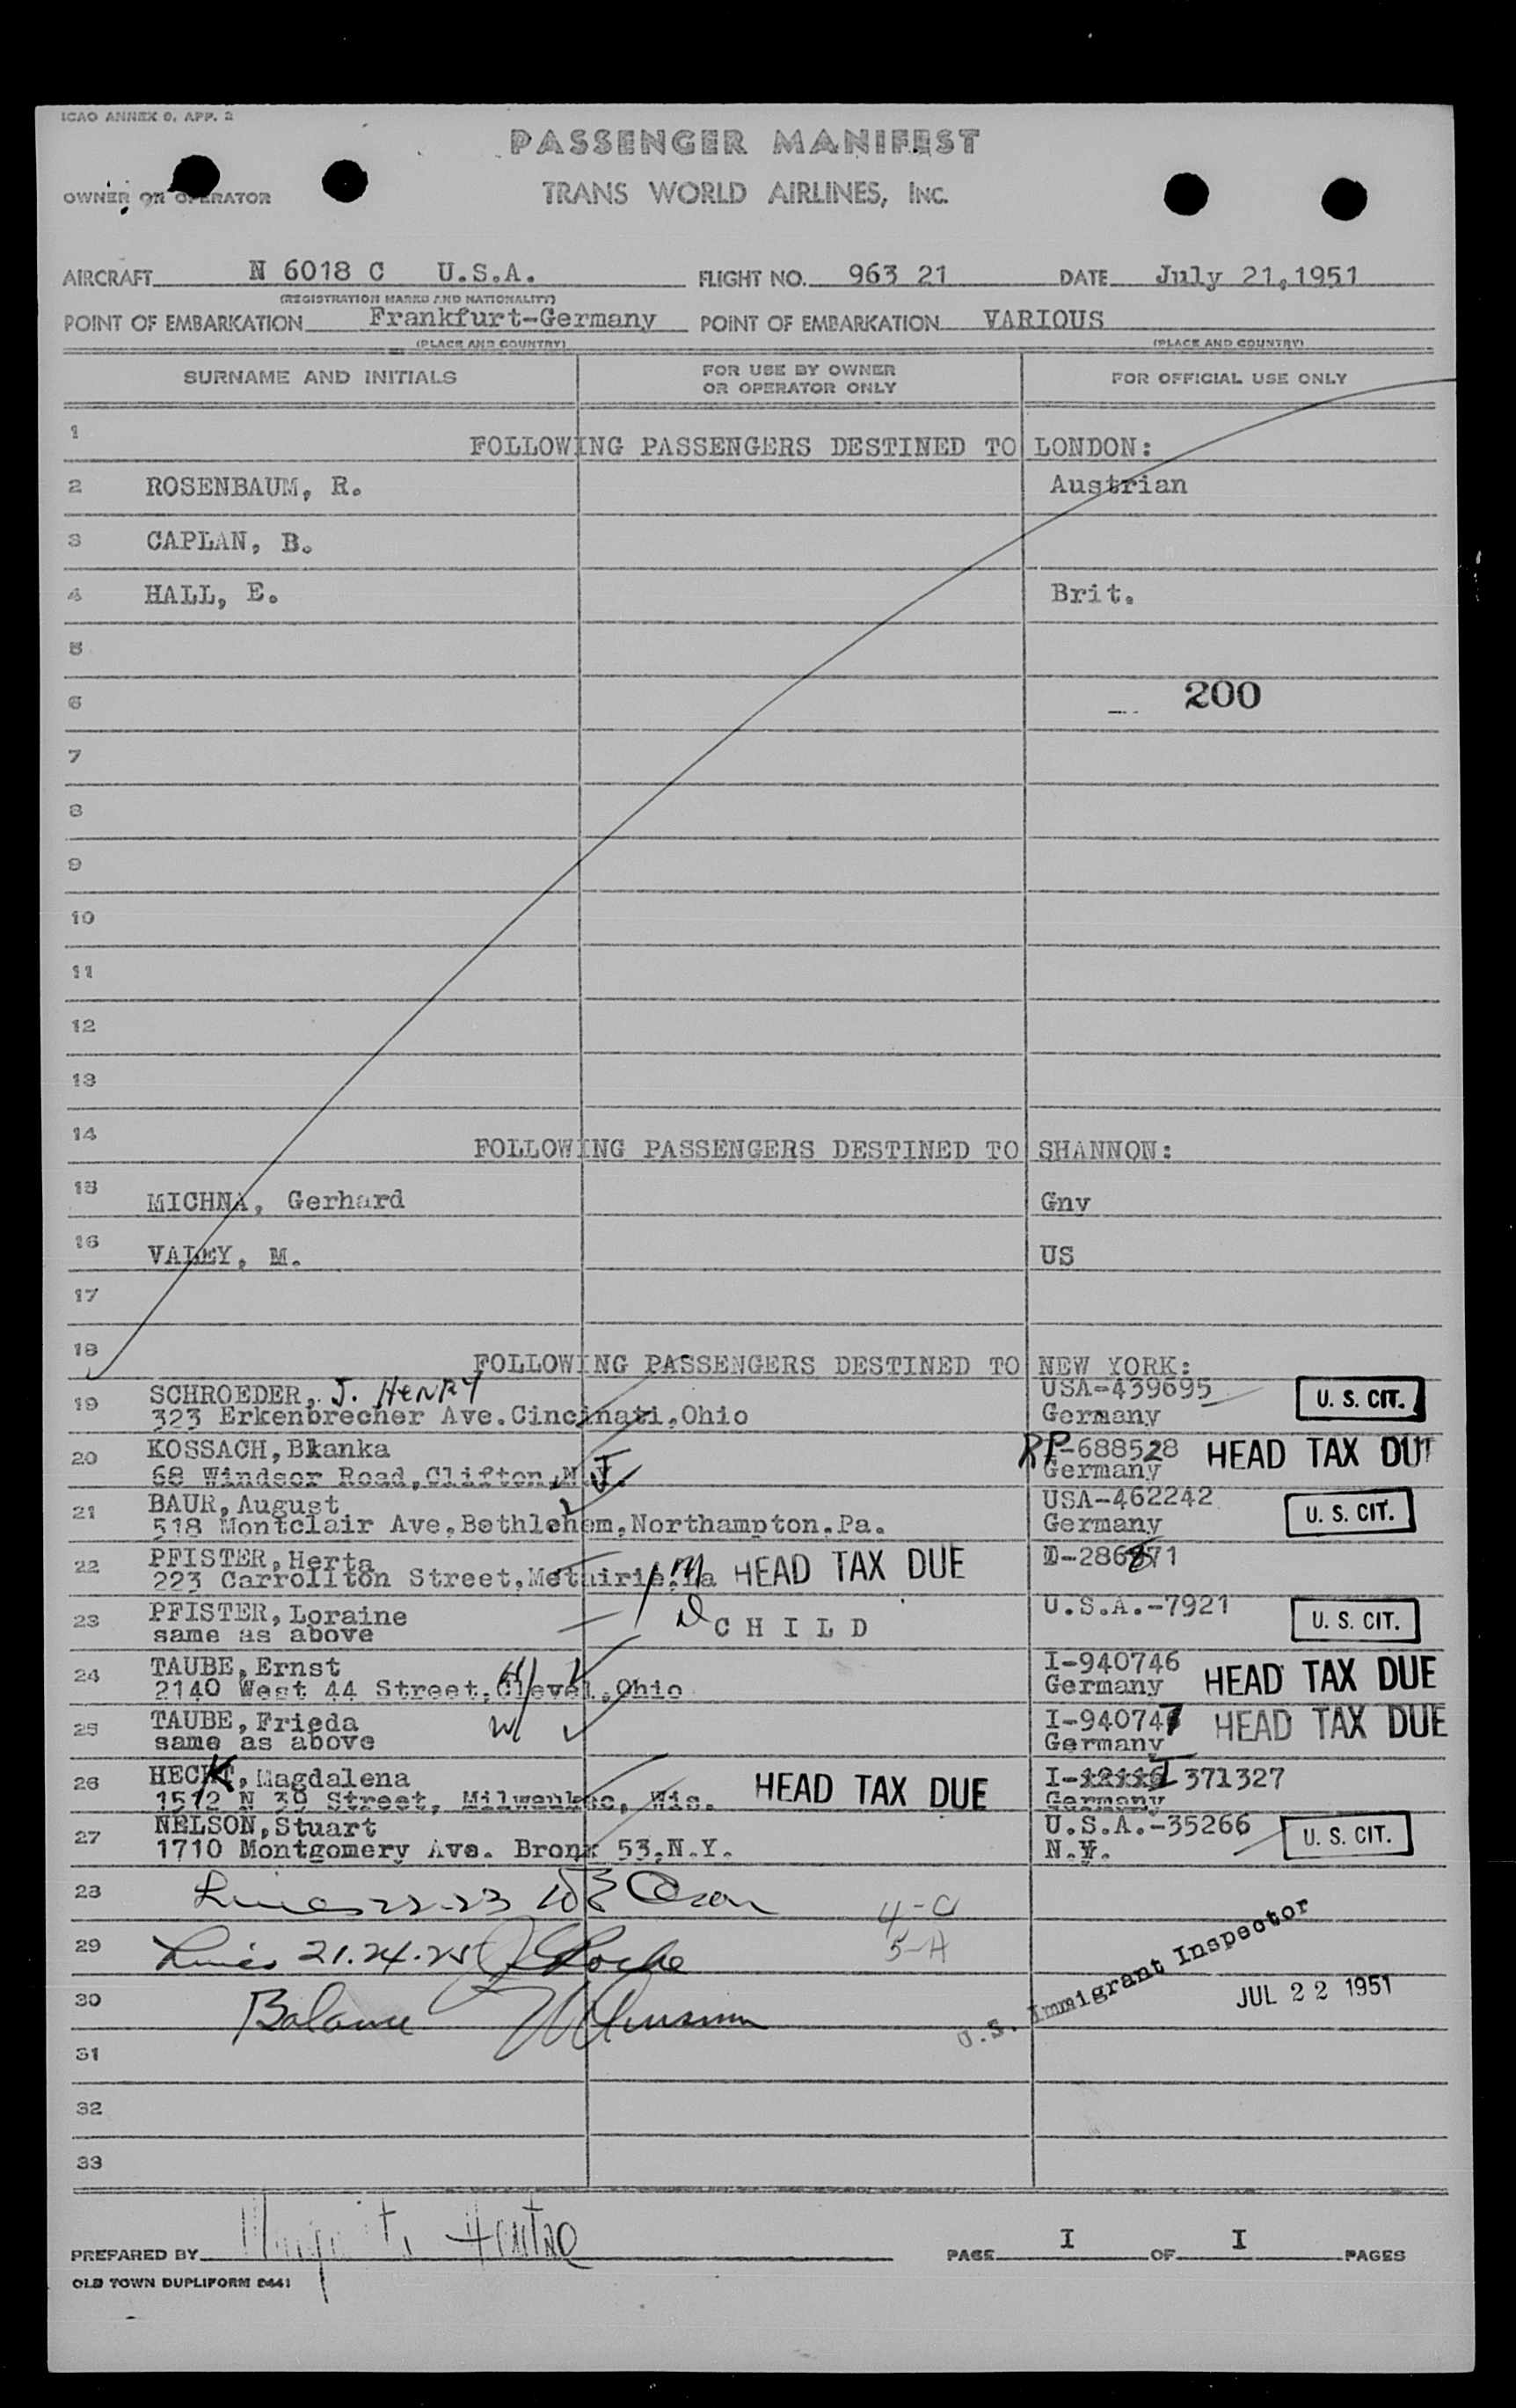 ICAO ANNEX 9, APP. 2
PASSENGER MANIFEST
OWNER OR OPERATOR TRANS WORLD AIRLINES, INC.
AIRCRAFT N 6018 C U.S.A. FLIGHT NO. 963 21 DATE July 21,1951
(REGISTRATION MARKS AND NATIONALITY)
POINT OF EMBARKATION Frankfurt-Germany POINT OF EMBARKATION VARIOUS
(PLACE AND COUNTRY) (PLACE AND COUNTRY)
SURNAME AND INITIALS FOR USE BY OWNER OR OPERATOR ONLY FOR OFFICIAL USE ONLY
1 FOLLOWING PASSENGERS DESTINED TO LONDON:
2 ROSENBAUM, R. Austrian
3 CAPLAN, B.
4 HALL, E. Brit.
5
6 200
7
8
9
10
11
12
13
14 FOLLOWING PASSENGERS DESTINED TO SHANNON:
15 MICHNA, Gerhard Gny
16 VALEY, M. US
17
18 FOLLOWING PASSENGERS DESTINED TO NEW YORK:
19 SCHROEDER, J. HENRY USA-439695 U. S. CIT.
323 Erkenbrecher Ave.Cincinati,Ohio Germany
20 KOSSACH, Blanka RP-688528 HEAD TAX DUE
68 Windsor Road,Clifton,N.J. Germany
21 BAUR, August USA-462242 U. S. CIT.
518 Montclair Ave,Bethlehem,Northampton.Pa. Germany
22 PFISTER, Herta HEAD TAX DUE D-286871
223 Carrollton Street,Metairie,La
23 PFISTER, Loraine CHILD U.S.A.-7921 U. S. CIT.
same as above
24 TAUBE, Ernst I-940746 HEAD TAX DUE
2140 West 44 Street,Clevel,Ohio Germany
25 TAUBE, Frieda W I-940747 HEAD TAX DUE
same as above Germany
26 HECK, Magdalena HEAD TAX DUE I-371327
1512 N 39 Street, Milwaukee, Wis. Germany
27 NELSON, Stuart U.S.A.-35266 U. S. CIT.
1710 Montgomery Ave. Bronx 53,N.Y. N.Y.
28 Lines 22-23 4-C
29 Lines 21.24.25 Roche 5-A
30 Balance
U.S. Immigrant Inspector
JUL 22 1951
31
32
33
PREPARED BY PAGE I OF I PAGES
OLD TOWN DUPLIFORM 8441